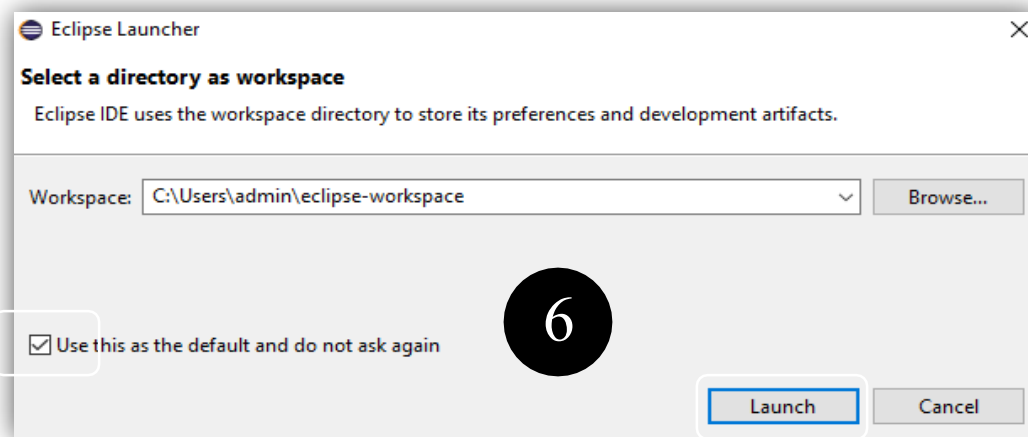 Eclipse Launcher
Select a directory as workspace
Eclipse IDE uses the workspace directory to store its preferences and development artifacts.
Workspace: C:\Users\admin\eclipse-workspace Browse...
6
Use this as the default and do not ask again
Launch Cancel